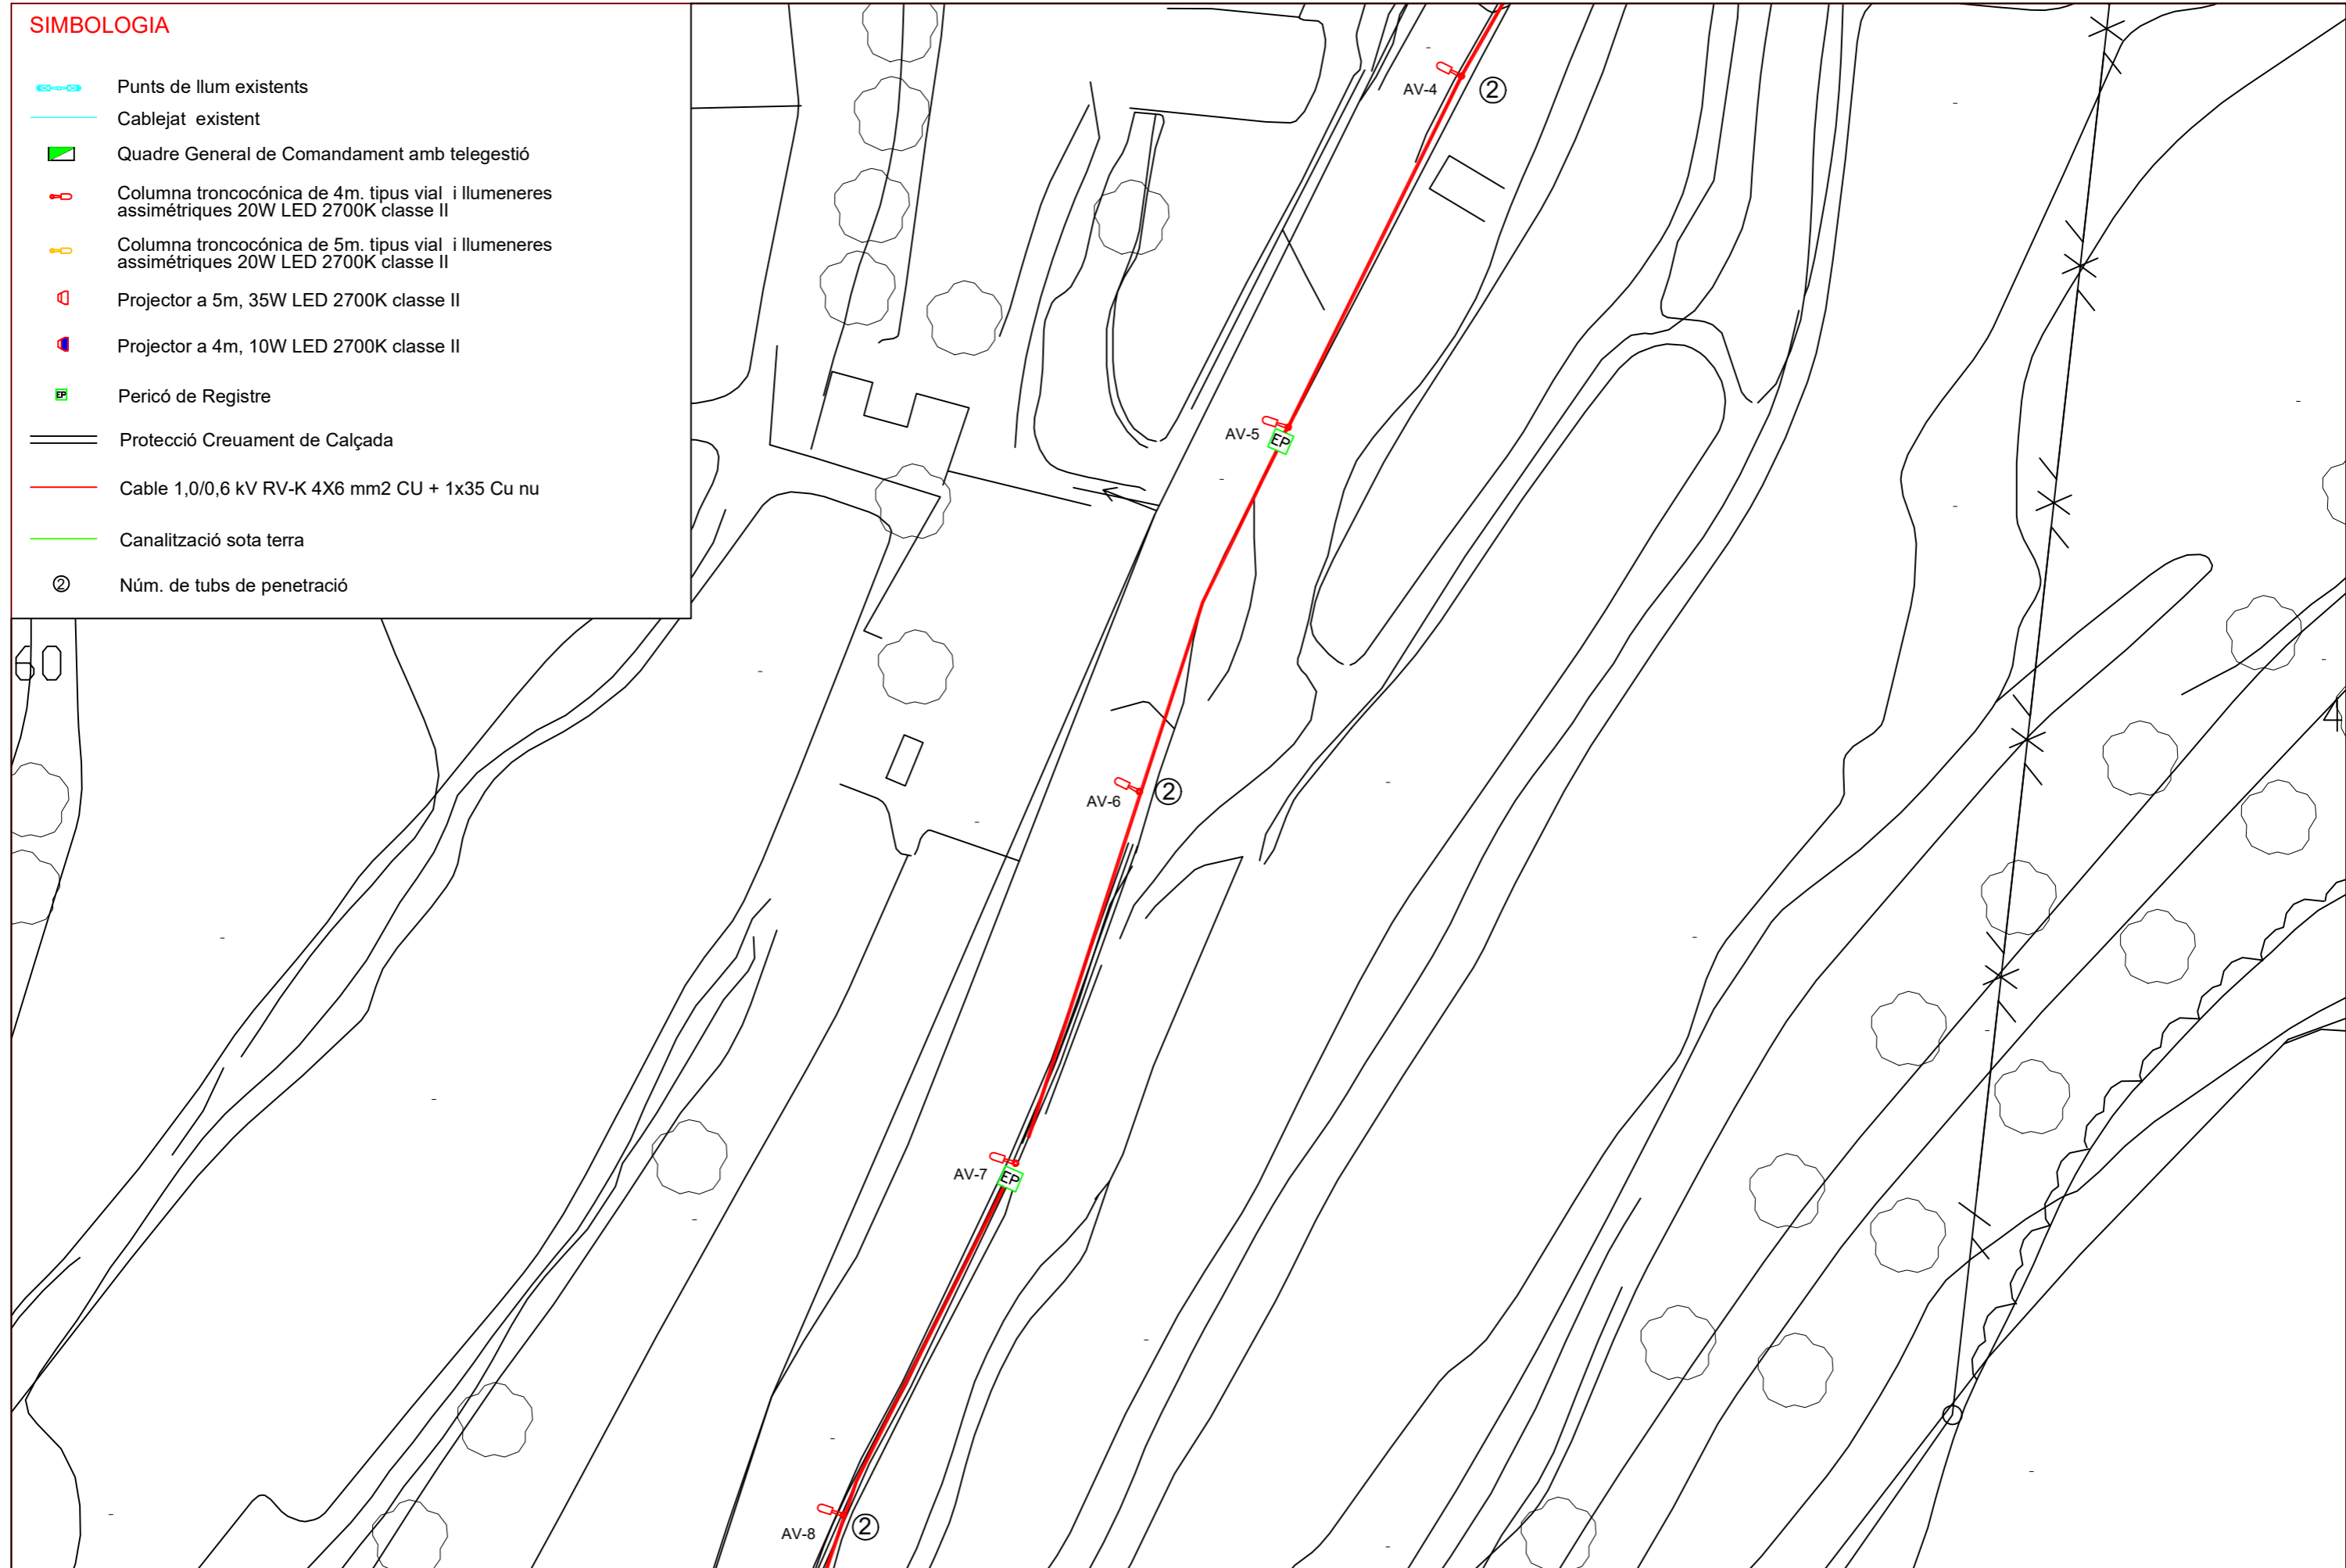 SIMBOLOGIA
Punts de llum existents
Cablejat existent
Quadre General de Comandament amb telegestió
Columna troncocónica de 4m. tipus vial i llumeneres
assimétriques 20W LED 2700K classe II
Columna troncocónica de 5m. tipus vial i llumeneres
assimétriques 20W LED 2700K classe II
Projector a 5m, 35W LED 2700K classe II
Projector a 4m, 10W LED 2700K classe II
EP
Pericó de Registre
Protecció Creuament de Calçada
Cable 1,0/0,6 kV RV-K 4X6 mm2 CU + 1x35 Cu nu
Canalització sota terra
2
Núm. de tubs de penetració
AV-4
2
AV-5
EP
60
4
AV-6
2
AV-7
EP
AV-8
2